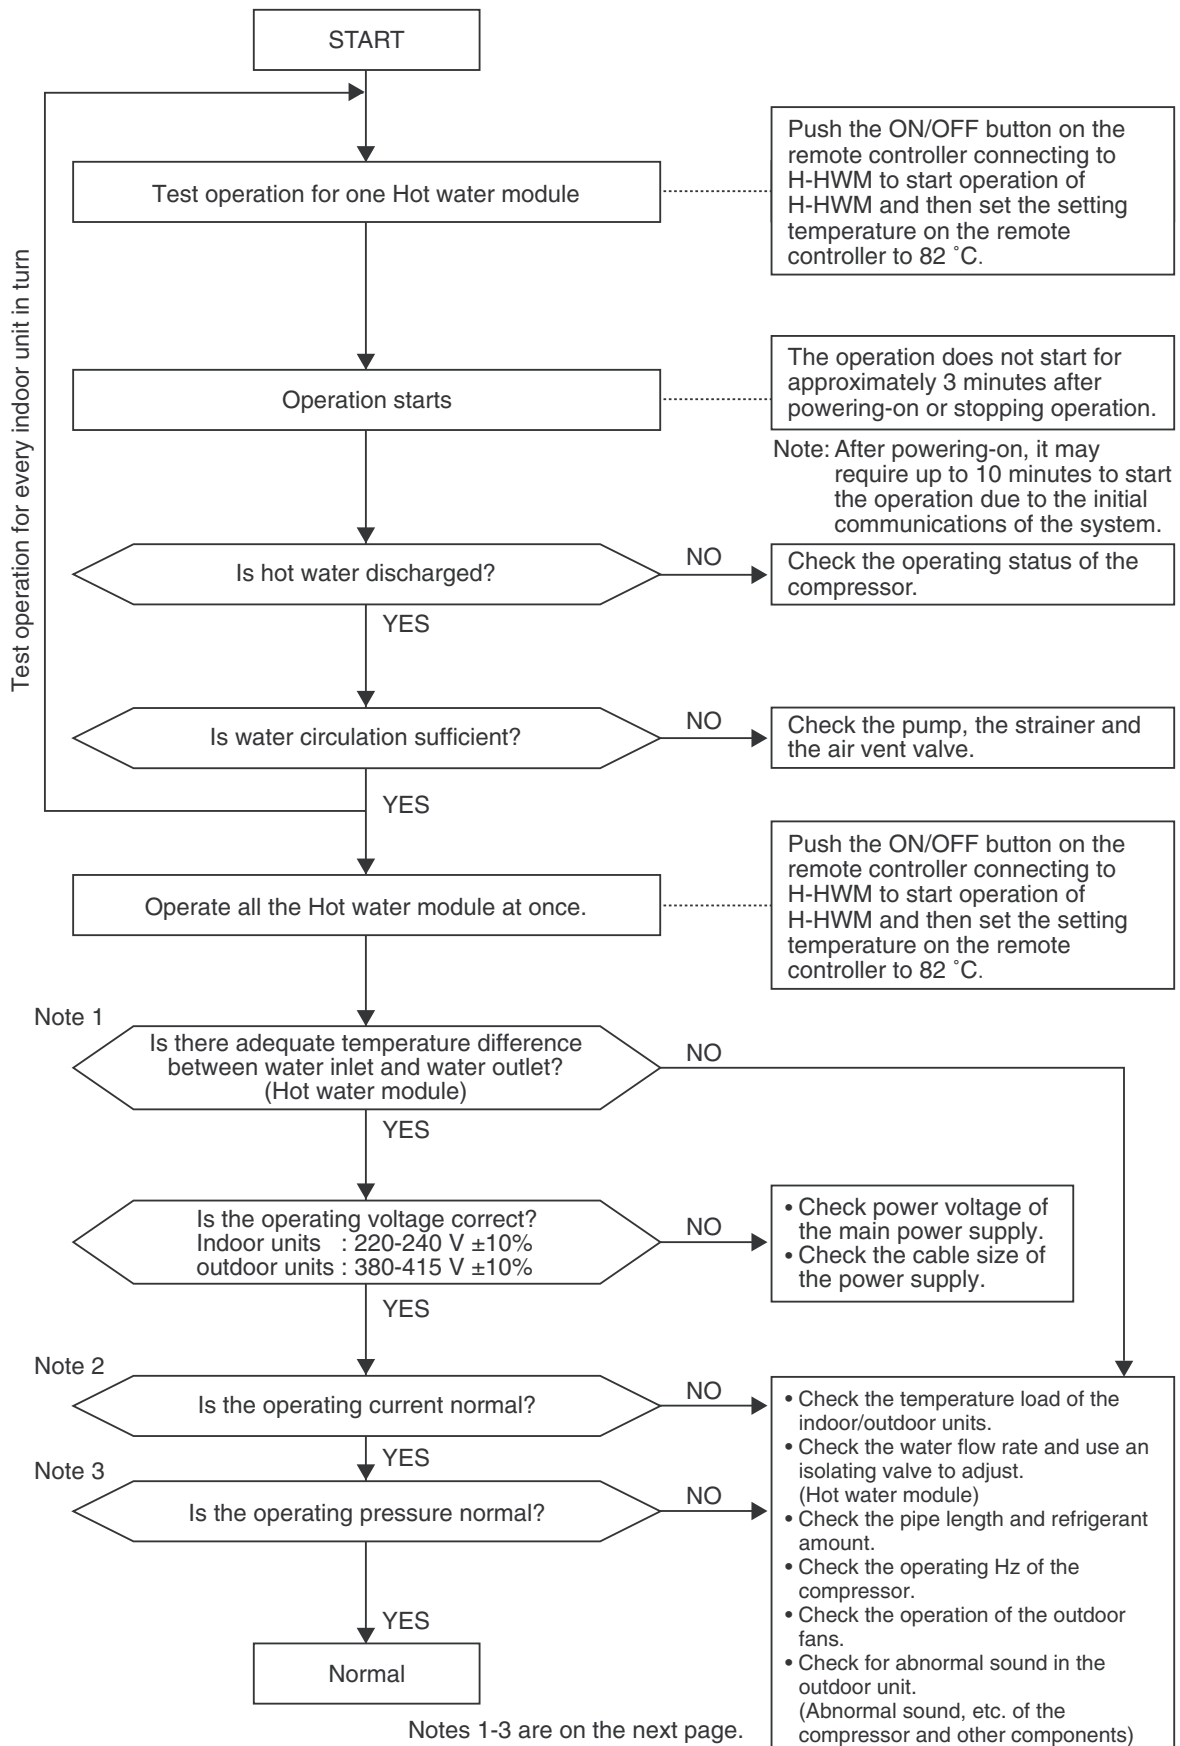 START
Test operation for every indoor unit in turn
Test operation for one Hot water module
Push the ON/OFF button on the
remote controller connecting to
H-HWM to start operation of
H-HWM and then set the setting
temperature on the remote
controller to 82 ˚C.
Operation starts
The operation does not start for
approximately 3 minutes after
powering-on or stopping operation.
Note: After powering-on, it may
require up to 10 minutes to start
the operation due to the initial
communications of the system.
Is hot water discharged?
NO
Check the operating status of the
compressor.
YES
Is water circulation sufficient?
NO
Check the pump, the strainer and
the air vent valve.
YES
Operate all the Hot water module at once.
Push the ON/OFF button on the
remote controller connecting to
H-HWM to start operation of
H-HWM and then set the setting
temperature on the remote
controller to 82 ˚C.
Note 1
Is there adequate temperature difference
between water inlet and water outlet?
(Hot water module)
NO
YES
Is the operating voltage correct?
Indoor units : 220-240 V ±10%
outdoor units : 380-415 V ±10%
NO
• Check power voltage of
the main power supply.
• Check the cable size of
the power supply.
YES
Note 2
Is the operating current normal?
NO
YES
Note 3
Is the operating pressure normal?
NO
• Check the temperature load of the
indoor/outdoor units.
• Check the water flow rate and use an
isolating valve to adjust.
(Hot water module)
• Check the pipe length and refrigerant
amount.
• Check the operating Hz of the
compressor.
• Check the operation of the outdoor
fans.
• Check for abnormal sound in the
outdoor unit.
(Abnormal sound, etc. of the
compressor and other components)
YES
Normal
Notes 1-3 are on the next page.